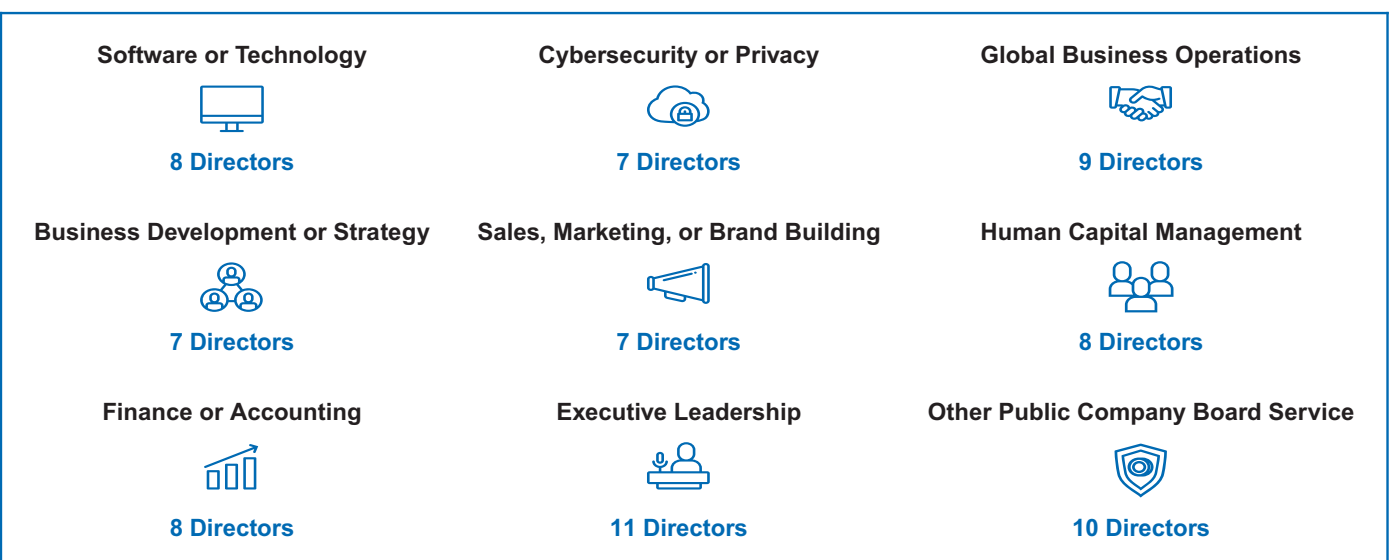 Software or Technology
8 Directors
Cybersecurity or Privacy
7 Directors
Global Business Operations
9 Directors
Business Development or Strategy
7 Directors
Sales, Marketing, or Brand Building
7 Directors
Human Capital Management
8 Directors
Finance or Accounting
8 Directors
Executive Leadership
11 Directors
Other Public Company Board Service
10 Directors